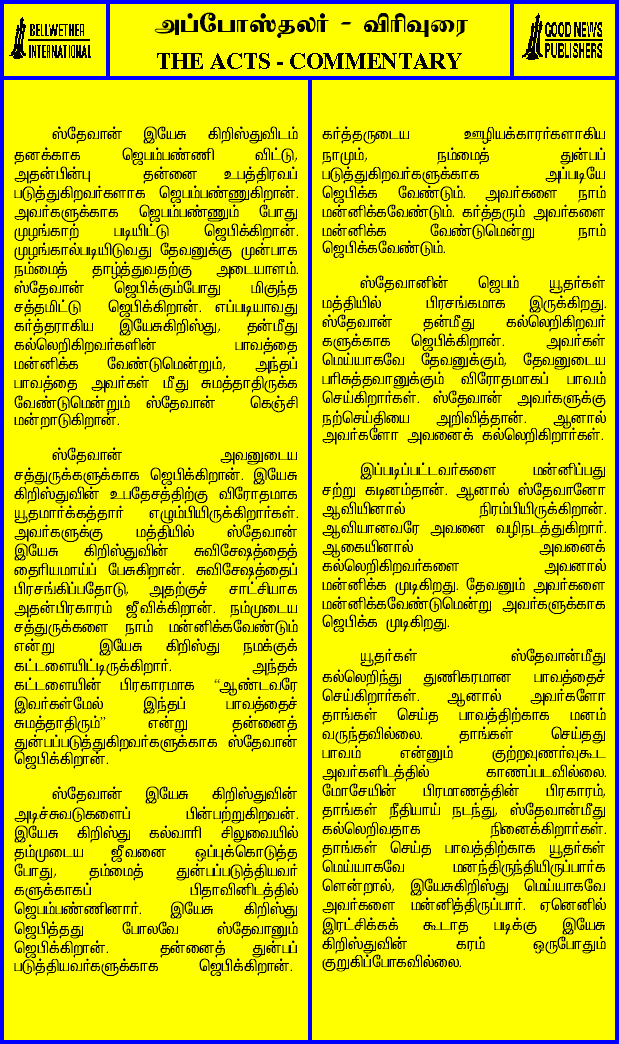 BELLWETHER
INTERNATIONAL
அப்போஸ்தலர் - விரிவுரை
THE ACTS - COMMENTARY
GOOD NEWS
PUBLISHERS
ஸ்தேவான் இயேசு கிறிஸ்துவிடம்
தனக்காக ஜெபம்பண்ணி விட்டு,
அதன்பின்பு தன்னை உபத்திரவப்
படுத்துகிறவர்களாக ஜெபம்பண்ணுகிறான்.
அவர்களுக்காக ஜெபம்பண்ணும் போது
முழங்காற் படியிட்டு ஜெபிக்கிறான்.
முழங்கால்படியிடுவது தேவனுக்கு முன்பாக
நம்மைத் தாழ்த்துவதற்கு அடையாளம்.
ஸ்தேவான் ஜெபிக்கும்போது மிகுந்த
சத்தமிட்டு ஜெபிக்கிறான். எப்படியாவது
கர்த்தராகிய இயேசுகிறிஸ்து, தன்மீது
கல்லெறிகிறவர்களின் பாவத்தை
மன்னிக்க வேண்டுமென்றும், அந்தப்
பாவத்தை அவர்கள் மீது சுமத்தாதிருக்க
வேண்டுமென்றும் ஸ்தேவான் கெஞ்சி
மன்றாடுகிறான்.
ஸ்தேவான் அவனுடைய
சத்துருக்களுக்காக ஜெபிக்கிறான். இயேசு
கிறிஸ்துவின் உபதேசத்திற்கு விரோதமாக
யூதமார்க்கத்தார் எழும்பியிருக்கிறார்கள்.
அவர்களுக்கு மத்தியில் ஸ்தேவான்
இயேசு கிறிஸ்துவின் சுவிசேஷத்தைத்
தைரியமாய்ப் பேசுகிறான். சுவிசேஷத்தைப்
பிரசங்கிப்பதோடு, அதற்குச் சாட்சியாக
அதன்பிரகாரம் ஜீவிக்கிறான். நம்முடைய
சத்துருக்களை நாம் மன்னிக்கவேண்டும்
என்று இயேசு கிறிஸ்து நமக்குக்
கட்டளையிட்டிருக்கிறார். அந்தக்
கட்டளையின் பிரகாரமாக “ஆண்டவரே
இவர்கள்மேல் இந்தப் பாவத்தைச்
சுமத்தாதிரும்” என்று தன்னைத்
துன்பப்படுத்துகிறவர்களுக்காக ஸ்தேவான்
ஜெபிக்கிறான்.
ஸ்தேவான் இயேசு கிறிஸ்துவின்
அடிச்சுவடுகளைப் பின்பற்றுகிறவன்.
இயேசு கிறிஸ்து கல்வாரி சிலுவையில்
தம்முடைய ஜீவனை ஒப்புக்கொடுத்த
போது, தம்மைத் துன்பப்படுத்தியவர்
களுக்காகப் பிதாவினிடத்தில்
ஜெபம்பண்ணினார். இயேசு கிறிஸ்து
ஜெபித்தது போலவே ஸ்தேவானும்
ஜெபிக்கிறான். தன்னைத் துன்பப்
படுத்தியவர்களுக்காக ஜெபிக்கிறான்.
கர்த்தருடைய ஊழியக்காரர்களாகிய
நாமும், நம்மைத் துன்பப்
படுத்துகிறவர்களுக்காக அப்படியே
ஜெபிக்க வேண்டும். அவர்களை நாம்
மன்னிக்கவேண்டும். கர்த்தரும் அவர்களை
மன்னிக்க வேண்டுமென்று நாம்
ஜெபிக்கவேண்டும்.
ஸ்தேவானின் ஜெபம் யூதர்கள்
மத்தியில் பிரசங்கமாக இருக்கிறது.
ஸ்தேவான் தன்மீது கல்லெறிகிறவர்
களுக்காக ஜெபிக்கிறான். அவர்கள்
மெய்யாகவே தேவனுக்கும், தேவனுடைய
பரிசுத்தவானுக்கும் விரோதமாகப் பாவம்
செய்கிறார்கள். ஸ்தேவான் அவர்களுக்கு
நற்செய்தியை அறிவித்தான். ஆனால்
அவர்களோ அவனைக் கல்லெறிகிறார்கள்.
இப்படிப்பட்டவர்களை மன்னிப்பது
சற்று கடினம்தான். ஆனால் ஸ்தேவானோ
ஆவியினால் நிரம்பியிருக்கிறான்.
ஆவியானவரே அவனை வழிநடத்துகிறார்.
ஆகையினால் அவனைக்
கல்லெறிகிறவர்களை அவனால்
மன்னிக்க முடிகிறது. தேவனும் அவர்களை
மன்னிக்கவேண்டுமென்று அவர்களுக்காக
ஜெபிக்க முடிகிறது.
யூதர்கள் ஸ்தேவான்மீது
கல்லெறிந்து துணிகரமான பாவத்தைச்
செய்கிறார்கள். ஆனால் அவர்களோ
தாங்கள் செய்த பாவத்திற்காக மனம்
வருந்தவில்லை. தாங்கள் செய்தது
பாவம் என்னும் குற்றவுணர்வுகூட
அவர்களிடத்தில் காணப்படவில்லை.
மோசேயின் பிரமாணத்தின் பிரகாரம்,
தாங்கள் நீதியாய் நடந்து, ஸ்தேவான்மீது
கல்லெறிவதாக நினைக்கிறார்கள்.
தாங்கள் செய்த பாவத்திற்காக யூதர்கள்
மெய்யாகவே மனந்திருந்தியிருப்பார்க
ளென்றால், இயேசுகிறிஸ்து மெய்யாகவே
அவர்களை மன்னித்திருப்பார். ஏனெனில்
இரட்சிக்கக் கூடாத படிக்கு இயேசு
கிறிஸ்துவின் கரம் ஒருபோதும்
குறுகிப்போகவில்லை.